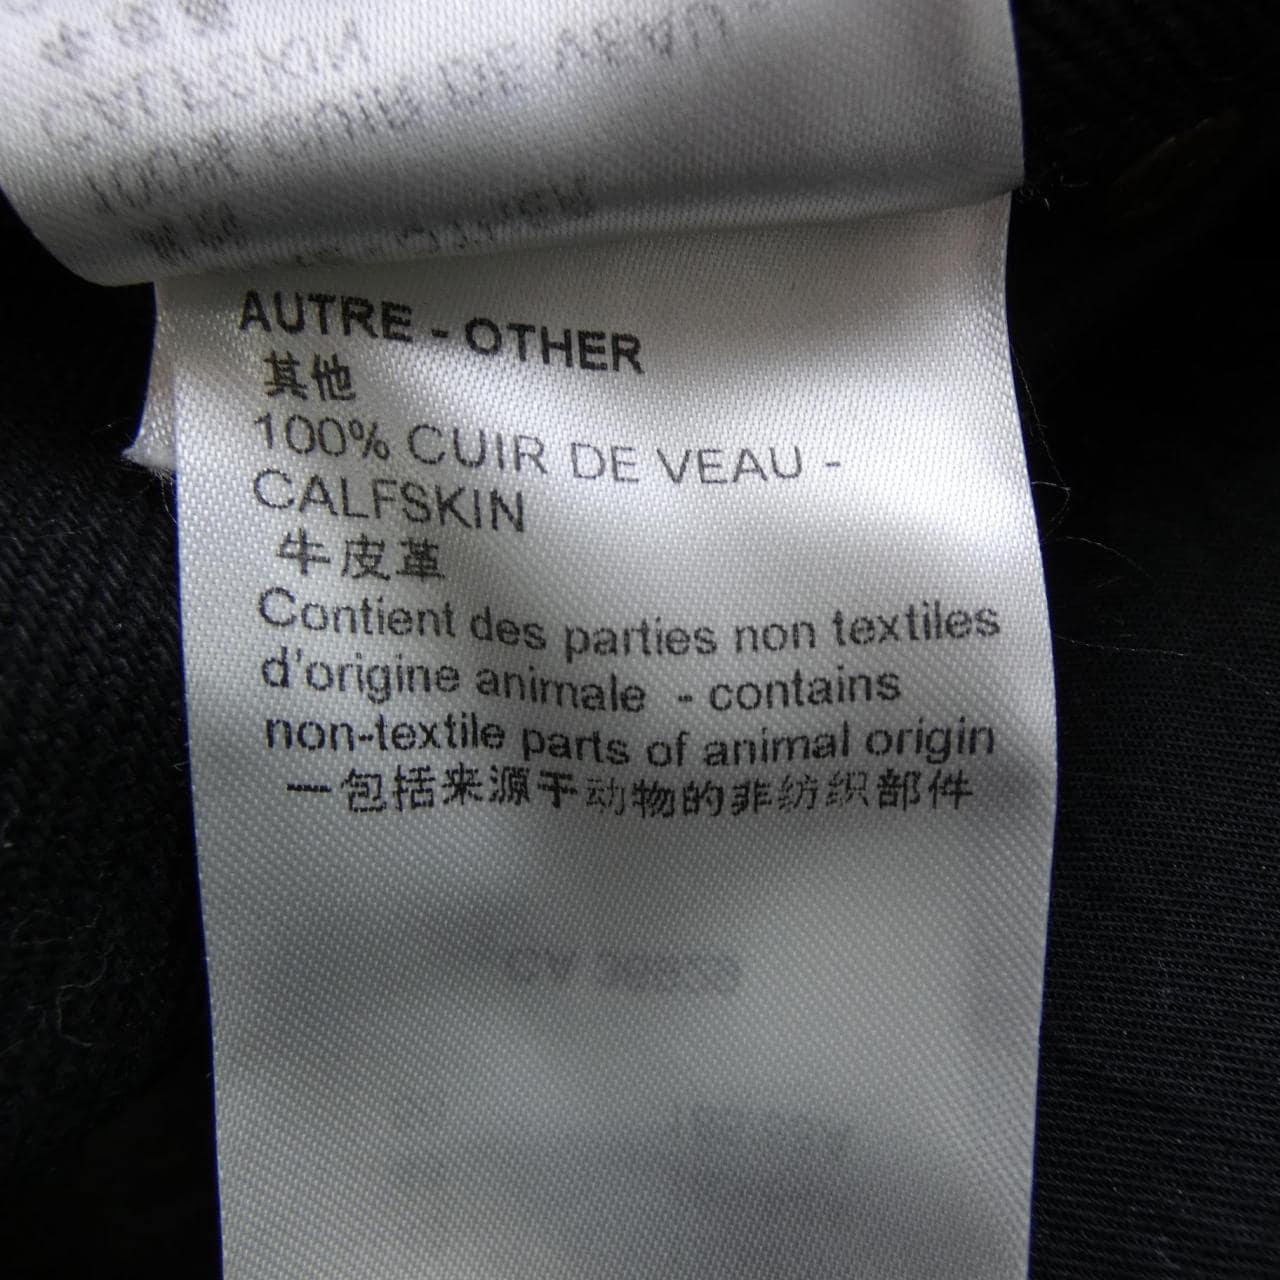 AUTRE - OTHER
其他
100% CUIR DE VEAU -
CALFSKIN
牛皮革
Contient des parties non textiles
d'origine animale - contains
non-textile parts of animal origin
一包括来源于动物的非纺织部件